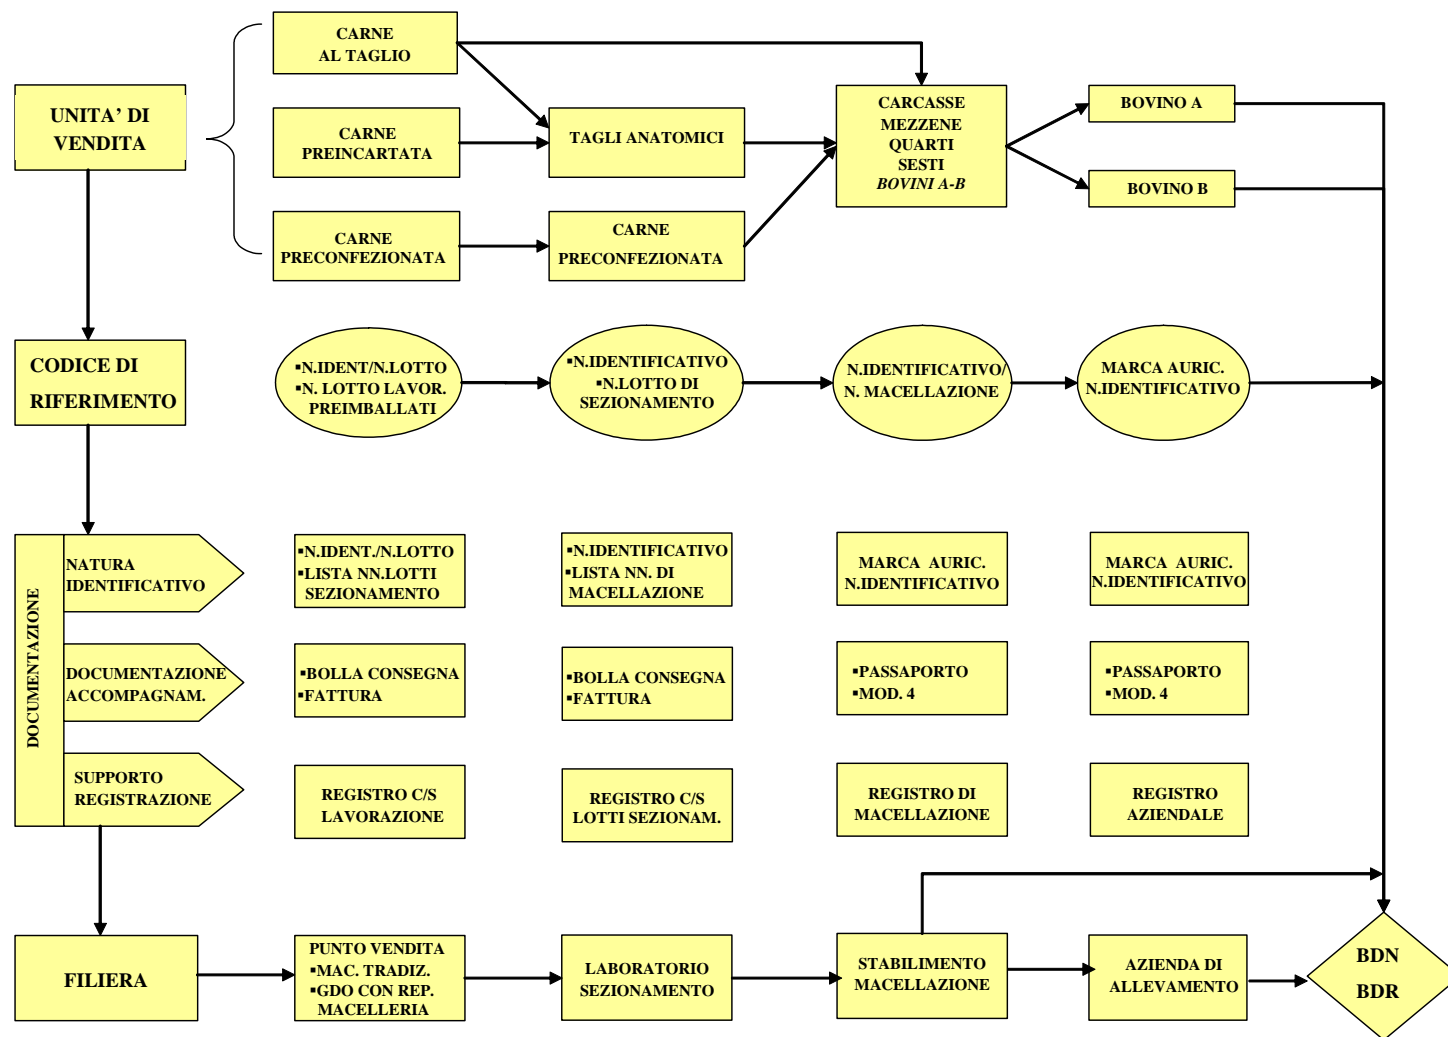 CARNE
AL TAGLIO
UNITA’ DI
VENDITA
CARNE
PREINCARTATA
TAGLI ANATOMICI
CARCASSE
MEZZENE
QUARTI
SESTI
BOVINI A-B
BOVINO A
BOVINO B
CARNE
PRECONFEZIONATA
CARNE
PRECONFEZIONATA
CODICE DI
RIFERIMENTO
▪N.IDENT/N.LOTTO
▪N. LOTTO LAVOR.
PREIMBALLATI
▪N.IDENTIFICATIVO
▪N.LOTTO DI
SEZIONAMENTO
N.IDENTIFICATIVO/
N. MACELLAZIONE
MARCA AURIC.
N.IDENTIFICATIVO
DOCUMENTAZIONE
NATURA
IDENTIFICATIVO
▪N.IDENT./N.LOTTO
▪LISTA NN.LOTTI
SEZIONAMENTO
▪N.IDENTIFICATIVO
▪LISTA NN. DI
MACELLAZIONE
MARCA AURIC.
N.IDENTIFICATIVO
MARCA AURIC.
N.IDENTIFICATIVO
DOCUMENTAZIONE
ACCOMPAGNAM.
▪BOLLA CONSEGNA
▪FATTURA
▪BOLLA CONSEGNA
▪FATTURA
▪PASSAPORTO
▪MOD. 4
▪PASSAPORTO
▪MOD. 4
SUPPORTO
REGISTRAZIONE
REGISTRO C/S
LAVORAZIONE
REGISTRO C/S
LOTTI SEZIONAM.
REGISTRO DI
MACELLAZIONE
REGISTRO
AZIENDALE
FILIERA
PUNTO VENDITA
▪MAC. TRADIZ.
▪GDO CON REP.
MACELLERIA
LABORATORIO
SEZIONAMENTO
STABILIMENTO
MACELLAZIONE
AZIENDA DI
ALLEVAMENTO
BDN
BDR